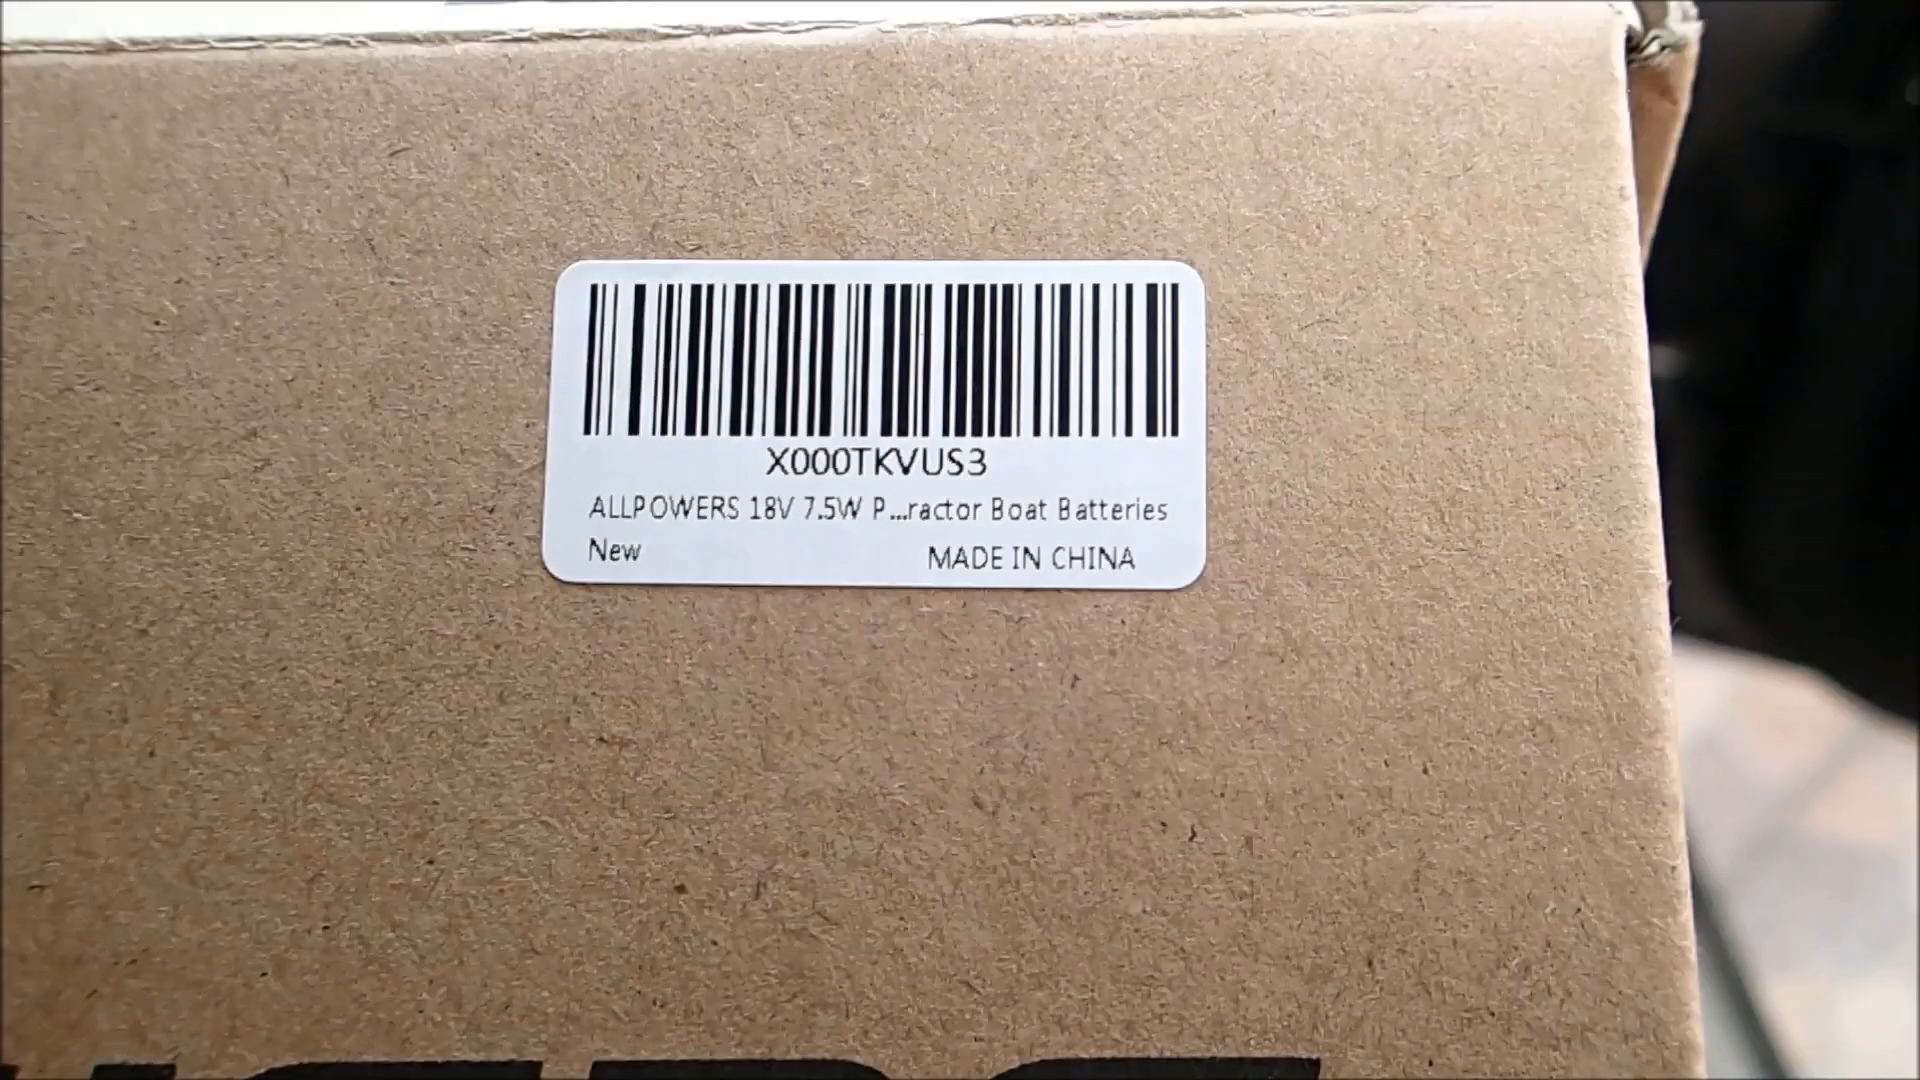 X000TKVUS3
ALLPOWERS 18V 7.5W P...ractor Boat Batteries
New
MADE IN CHINA